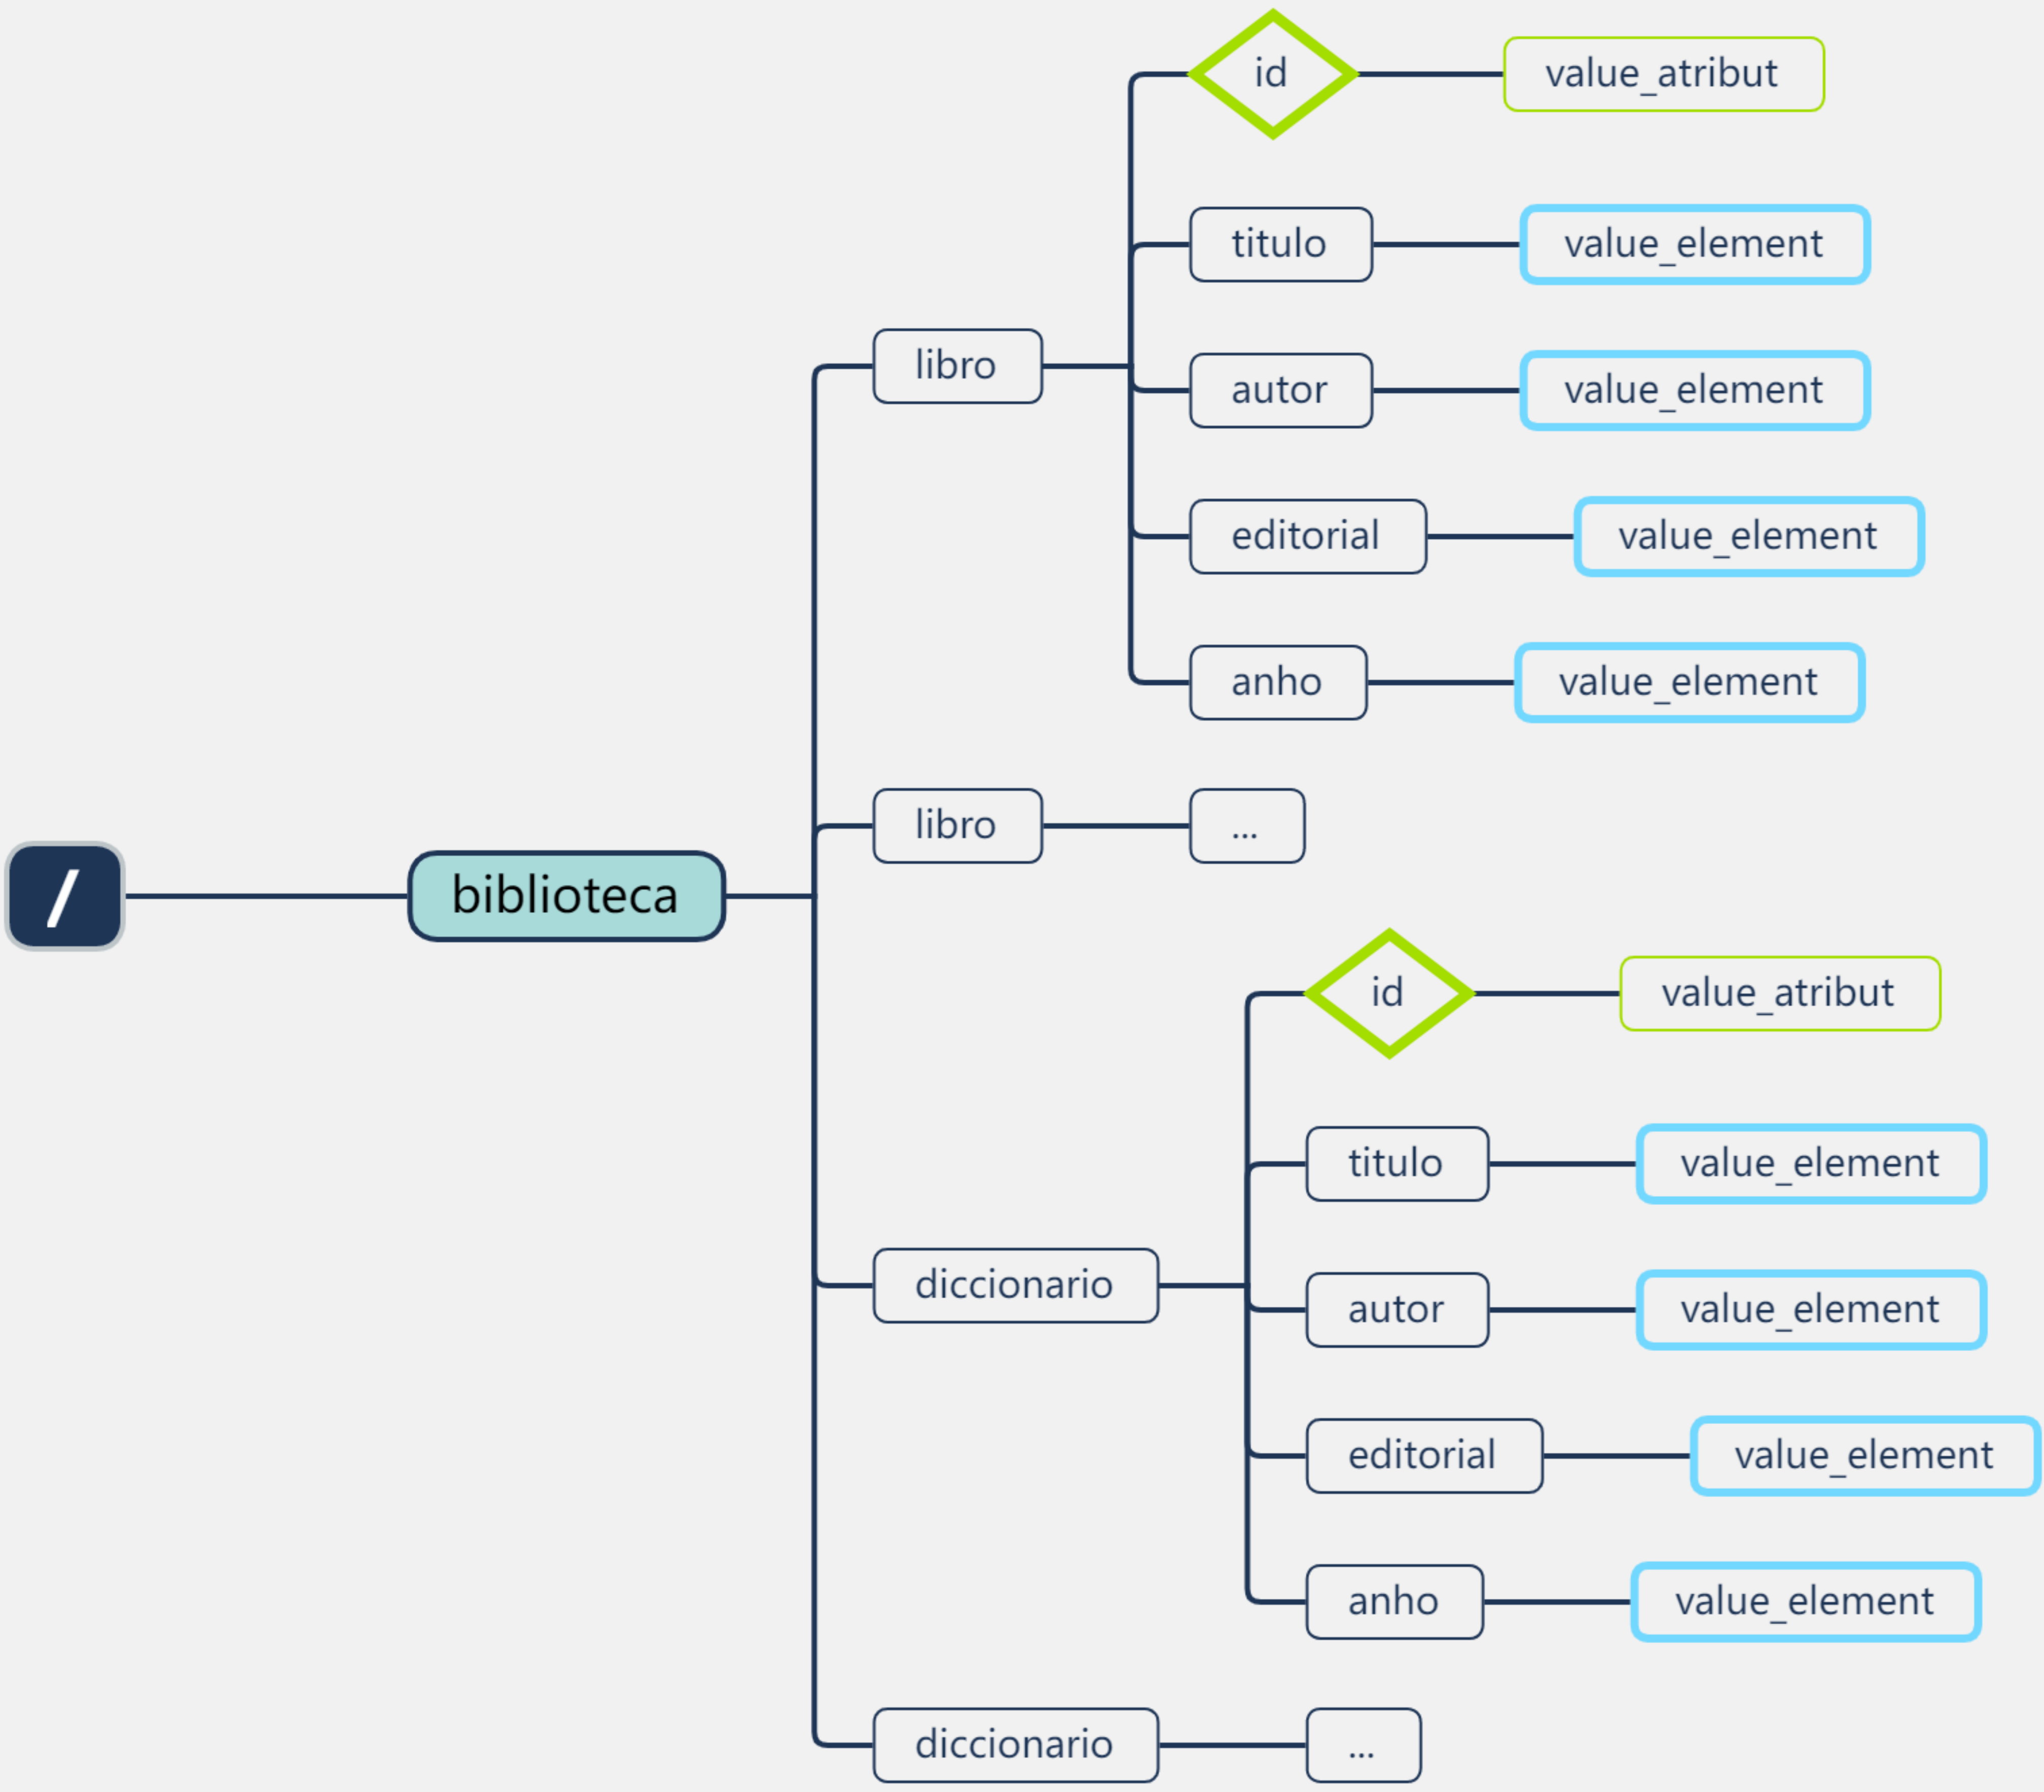 /
biblioteca
libro
id
value_atribut
titulo
value_element
autor
value_element
editorial
value_element
anho
value_element
libro
...
diccionario
id
value_atribut
titulo
value_element
autor
value_element
editorial
value_element
anho
value_element
diccionario
...